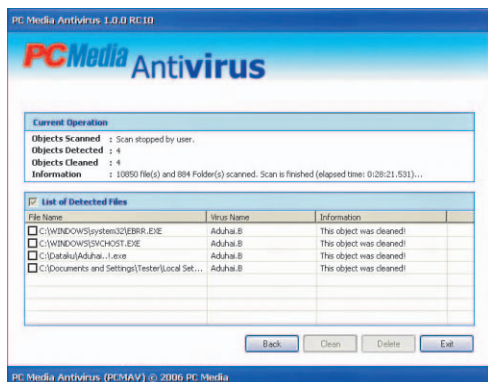 PC Media Antivirus 1.0.0 RC10
PCMedia Antivirus
Current Operation
Objects Scanned : Scan stopped by user.
Objects Detected : 4
Objects Cleaned : 4
Information : 10850 file(s) and 884 Folder(s) scanned. Scan is finished (elapsed time: 0:28:21.531)...
List of Detected Files
File Name Virus Name Information
C:\WINDOWS\system32\EBRR.EXE Aduhai.B This object was cleaned!
C:\WINDOWS\SVCHOST.EXE Aduhai.B This object was cleaned!
C:\Dataku\Aduhai..!.exe Aduhai.B This object was cleaned!
C:\Documents and Settings\Tester\Local Set... Aduhai.B This object was cleaned!
Back Clean Delete Exit
PC Media Antivirus (PCMAV) © 2006 PC Media